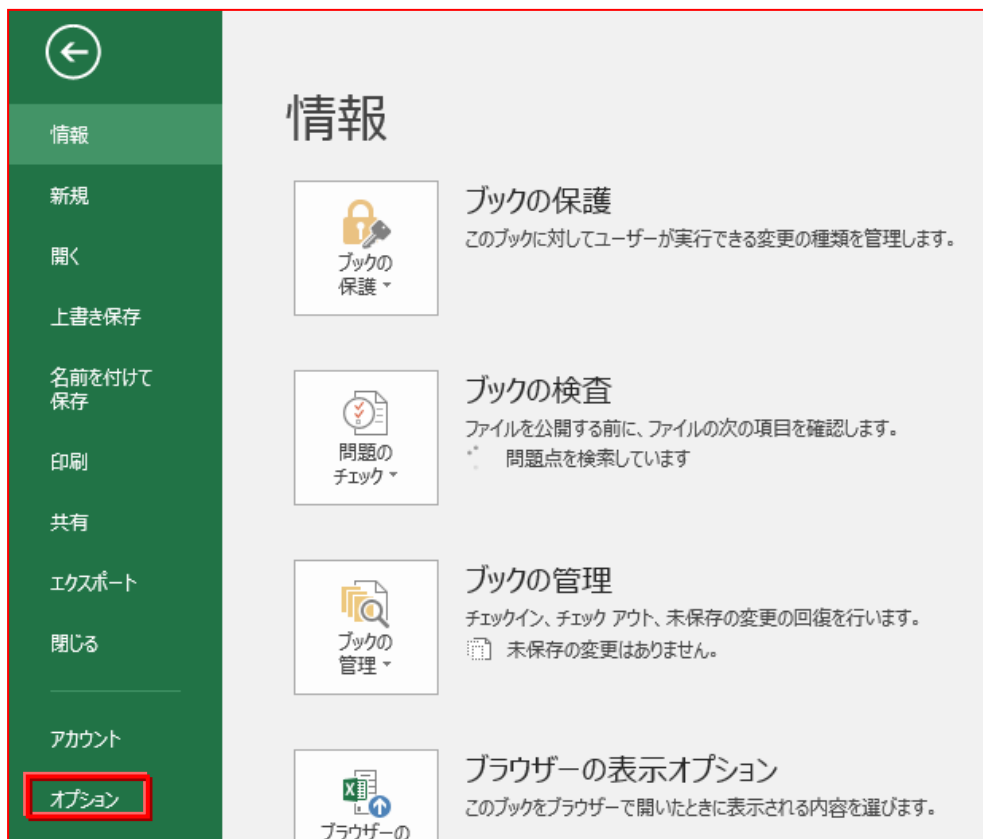 情報
新規
開く
上書き保存
名前を付けて
保存
印刷
共有
エクスポート
閉じる
アカウント
オプション
情報
ブックの
保護
ブックの保護
このブックに対してユーザーが実行できる変更の種類を管理します。
問題の
チェック
ブックの検査
ファイルを公開する前に、ファイルの次の項目を確認します。
問題点を検索しています
ブックの
管理
ブックの管理
チェックイン、チェック アウト、未保存の変更の回復を行います。
未保存の変更はありません。
ブラウザーの
ブラウザーの表示オプション
このブックをブラウザーで開いたときに表示される内容を選びます。